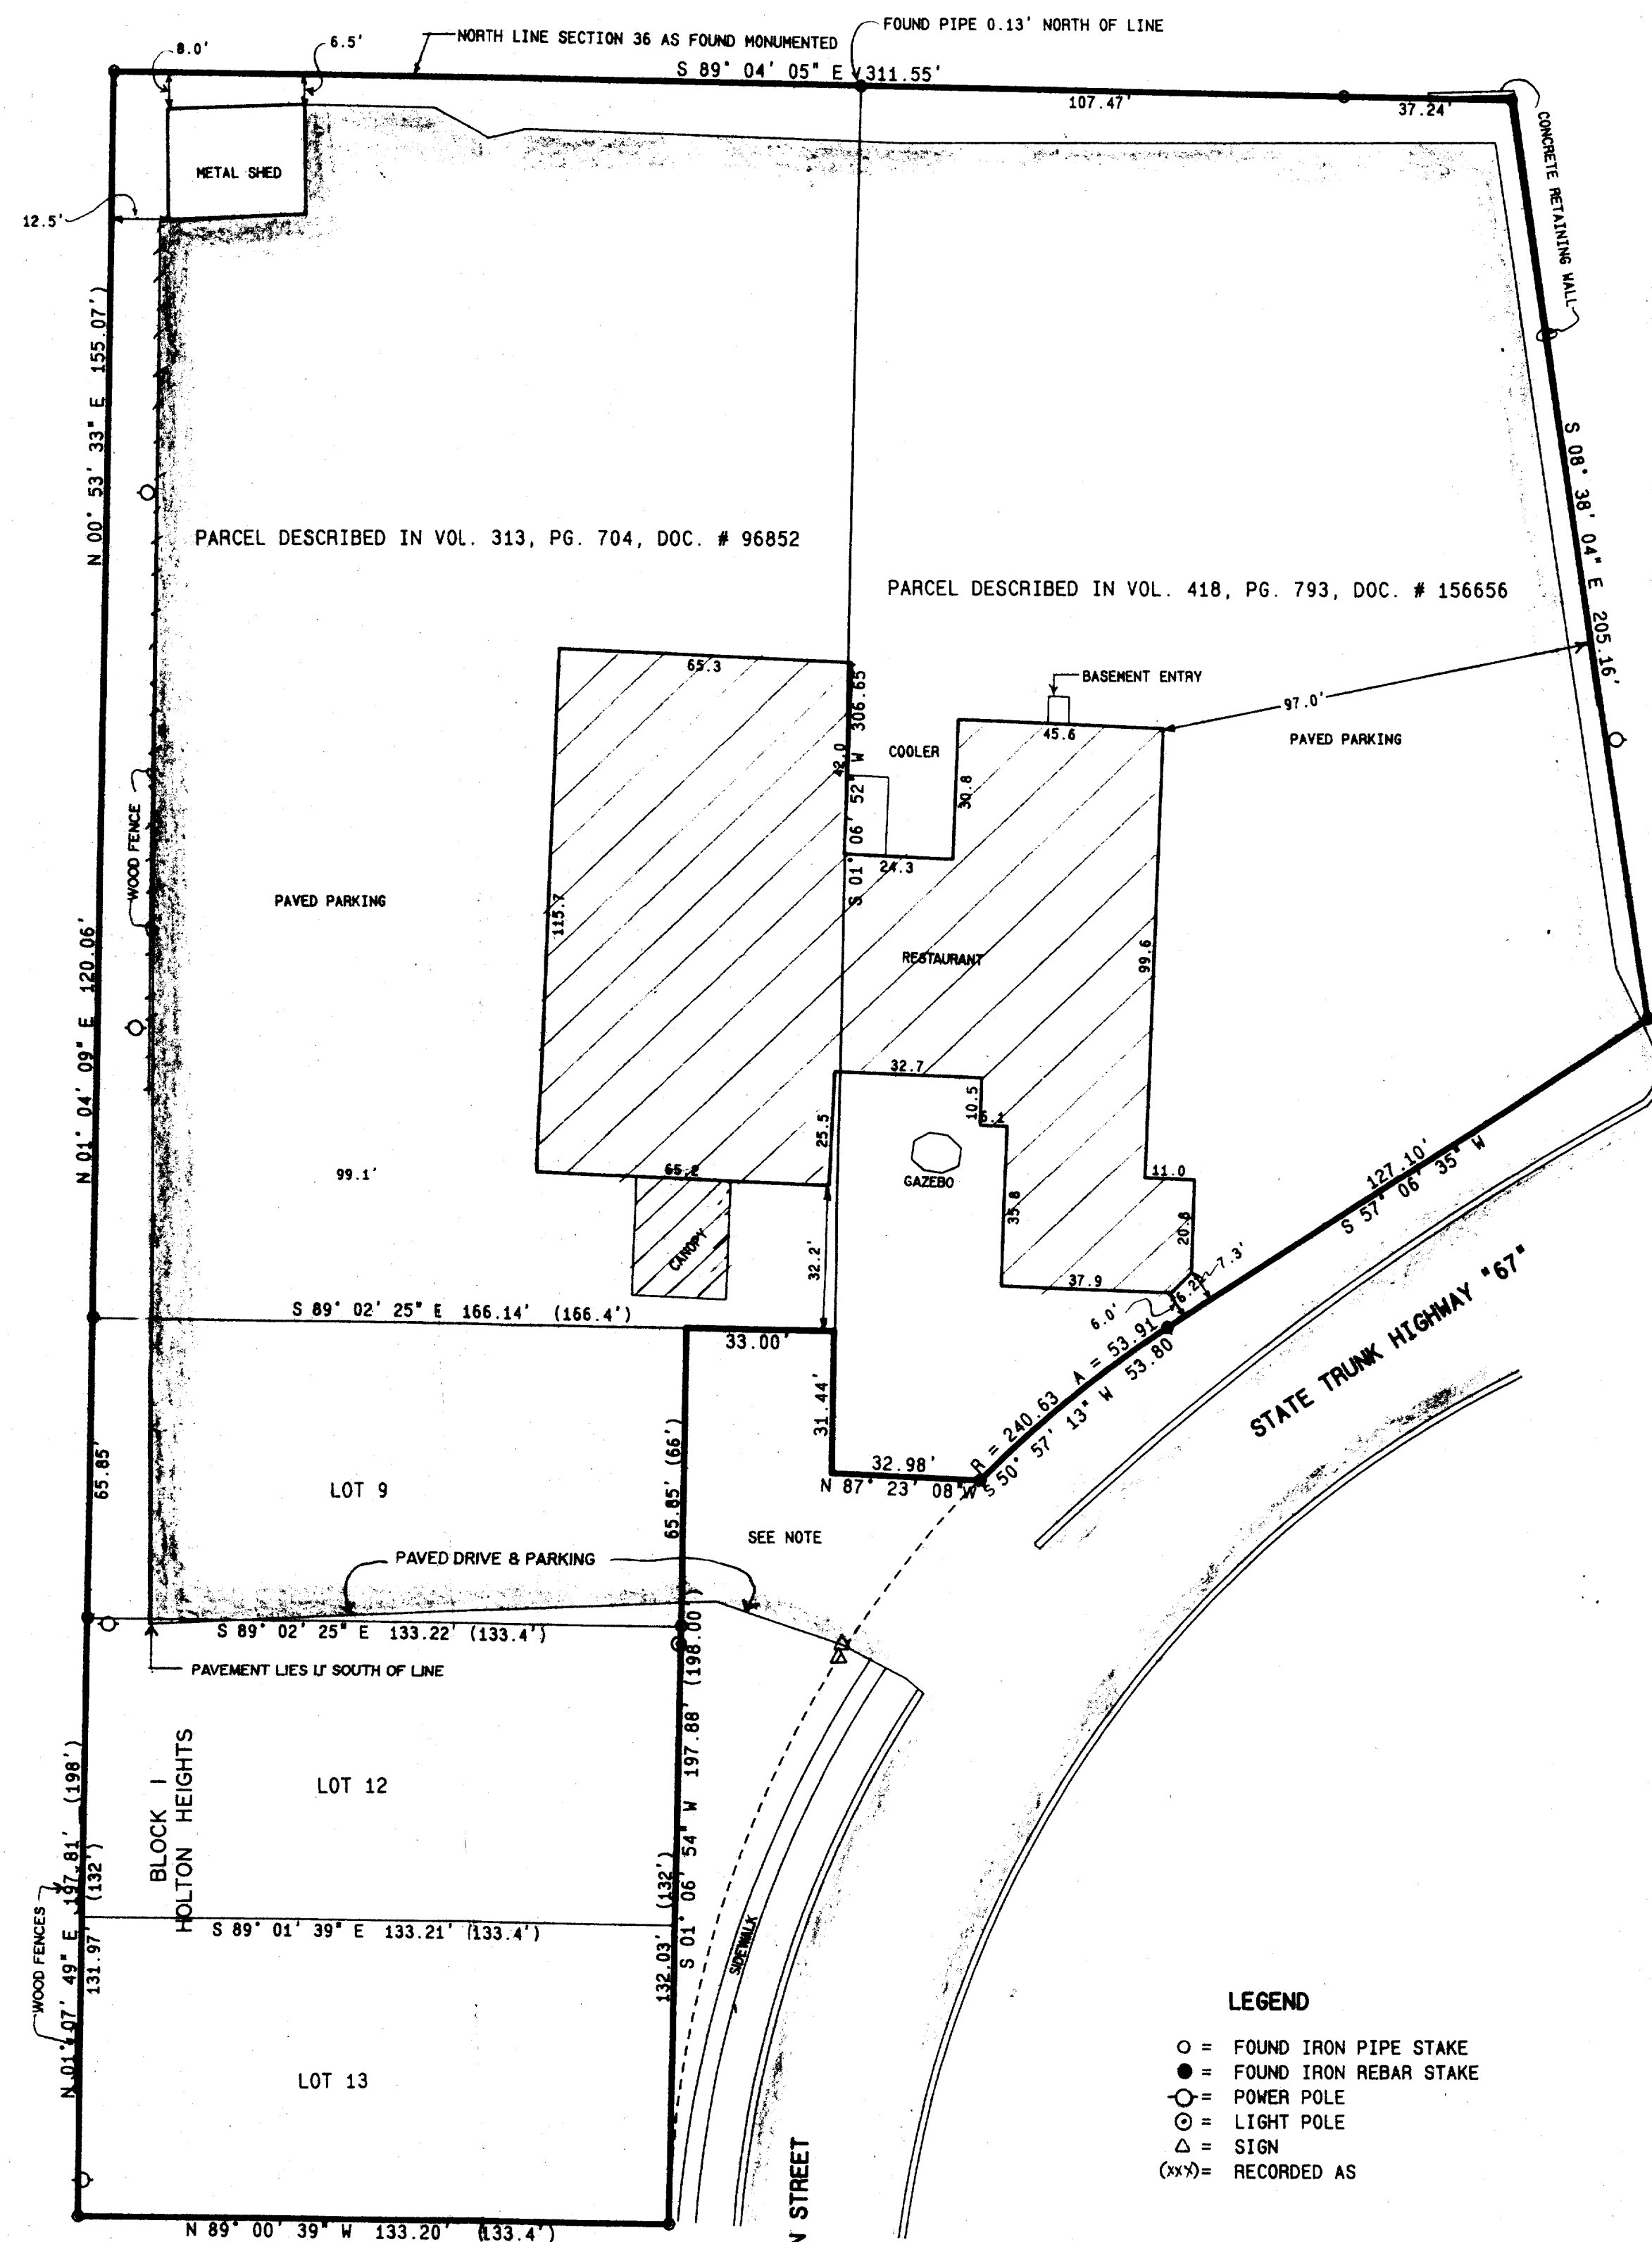 FOUND PIPE 0.13' NORTH OF LINE
NORTH LINE SECTION 36 AS FOUND MONUMENTED
8.0'
6.5'
S 89° 04' 05" E 311.55'
107.47'
37.24'
CONCRETE RETAINING WALL
METAL SHED
12.5'
N 00° 53' 33" E 155.07')
S 08° 38' 04" E 205.16'
PARCEL DESCRIBED IN VOL. 313, PG. 704, DOC. # 96852
PARCEL DESCRIBED IN VOL. 418, PG. 793, DOC. # 156656
65.3
S 01° 06' 52" W 306.65'
42.0
BASEMENT ENTRY
97.0'
45.6
COOLER
PAVED PARKING
30.8
WOOD FENCE
24.3
PAVED PARKING
115.7
RESTAURANT
99.6
N 01° 04' 09" E 120.06'
32.7
10.5
5.1
25.5
GAZEBO
99.1'
65.2
11.0
35.8
20.8
127.10'
S 57° 06' 35" W
CANOPY
32.2'
37.9
7.3'
6.2'
6.0'
STATE TRUNK HIGHWAY "67"
S 89° 02' 25" E 166.14' (166.4')
33.00'
31.44'
R = 240.63 A = 53.91
S 50° 57' 13" W 53.80
32.98'
N 87° 23' 08" W
65.85'
65.85' (66')
LOT 9
SEE NOTE
PAVED DRIVE & PARKING
S 89° 02' 25" E 133.22' (133.4')
PAVEMENT LIES 1.1' SOUTH OF LINE
S 01° 06' 54" W 197.88' (198.00')
BLOCK 1
HOLTON HEIGHTS
LOT 12
N 01° 07' 49" E 197.81' (198')
131.97' (132')
WOOD FENCES
S 89° 01' 39" E 133.21' (133.4')
132.03' (132')
SIDEWALK
LOT 13
N STREET
N 89° 00' 39" W 133.20' (133.4')
LEGEND
O = FOUND IRON PIPE STAKE
● = FOUND IRON REBAR STAKE
= POWER POLE
⊙ = LIGHT POLE
△ = SIGN
(xxx)= RECORDED AS